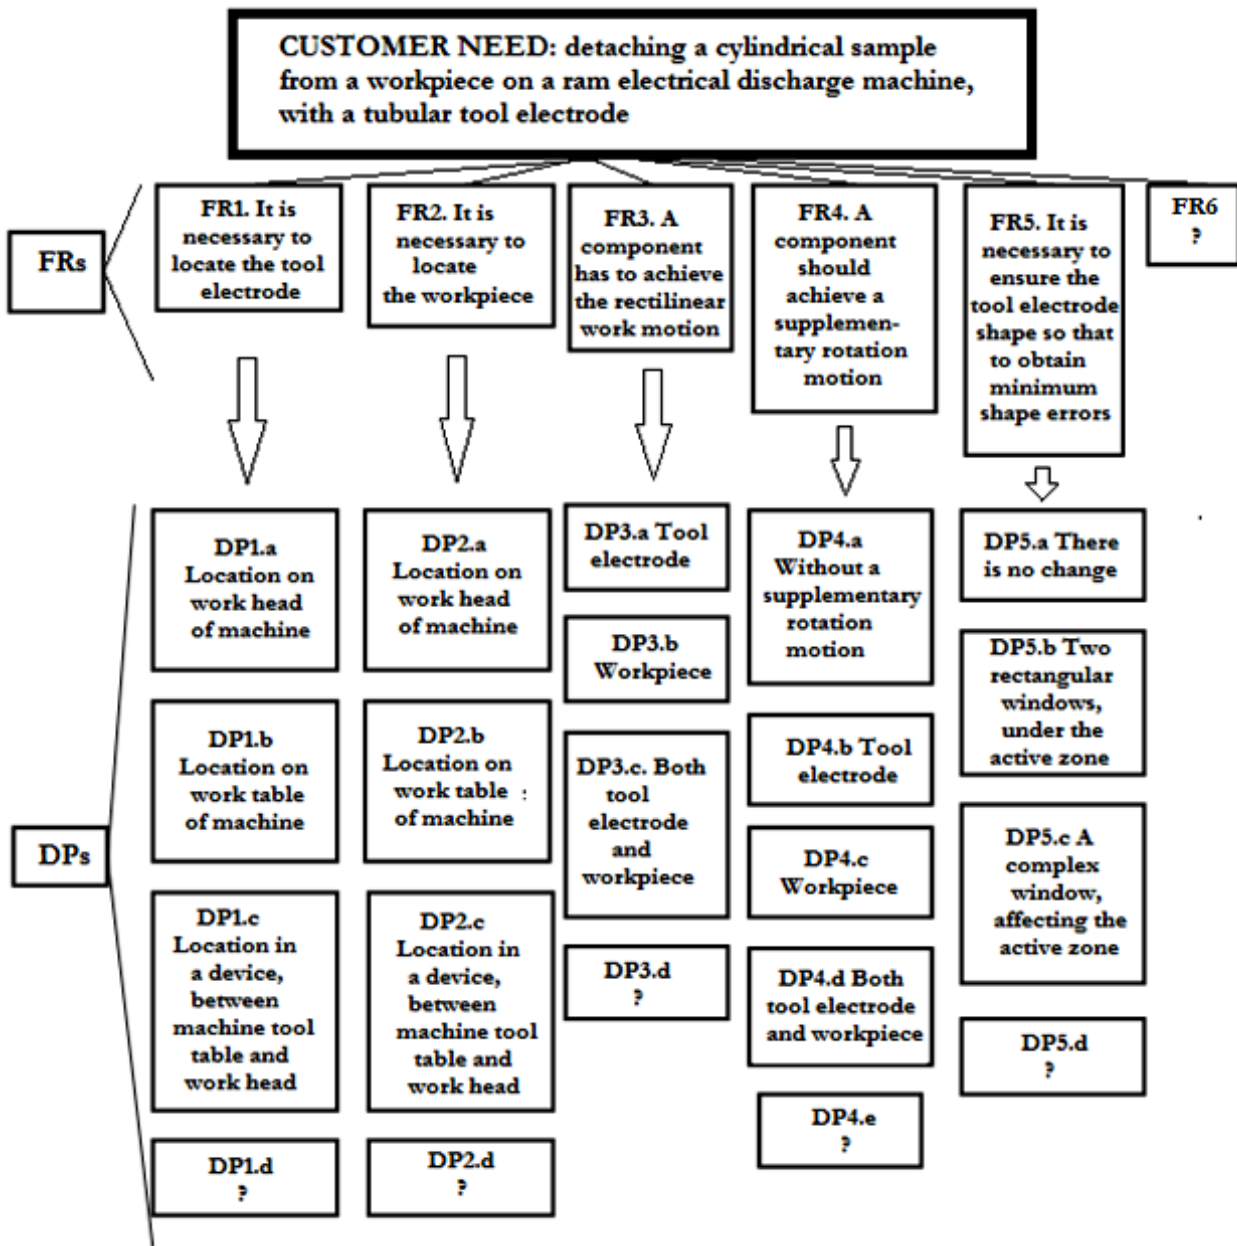 CUSTOMER NEED: detaching a cylindrical sample
from a workpiece on a ram electrical discharge machine,
with a tubular tool electrode
FRs
FR1. It is
necessary to
locate the tool
electrode
FR2. It is
necessary to
locate
the workpiece
FR3. A
component
has to achieve
the rectilinear
work motion
FR4. A
component
should
achieve a
supplemen-
tary rotation
motion
FR5. It is
necessary to
ensure the
tool electrode
shape so that
to obtain
minimum
shape errors
FR6
?
DPs
DP1.a
Location on
work head
of machine
DP1.b
Location on
work table
of machine
DP1.c
Location in
a device,
between
machine tool
table and
work head
DP1.d
?
DP2.a
Location on
work head
of machine
DP2.b
Location on
work table :
of machine
DP2.c
Location in
a device,
between
machine tool
table and
work head
DP2.d
?
DP3.a Tool
electrode
DP3.b
Workpiece
DP3.c. Both
tool
electrode
and
workpiece
DP3.d
?
DP4.a
Without a
supplementary
rotation
motion
DP4.b Tool
electrode
DP4.c
Workpiece
DP4.d Both
tool electrode
and workpiece
DP4.e
?
DP5.a There
is no change
DP5.b Two
rectangular
windows,
under the
active zone
DP5.c A
complex
window,
affecting the
active zone
DP5.d
?